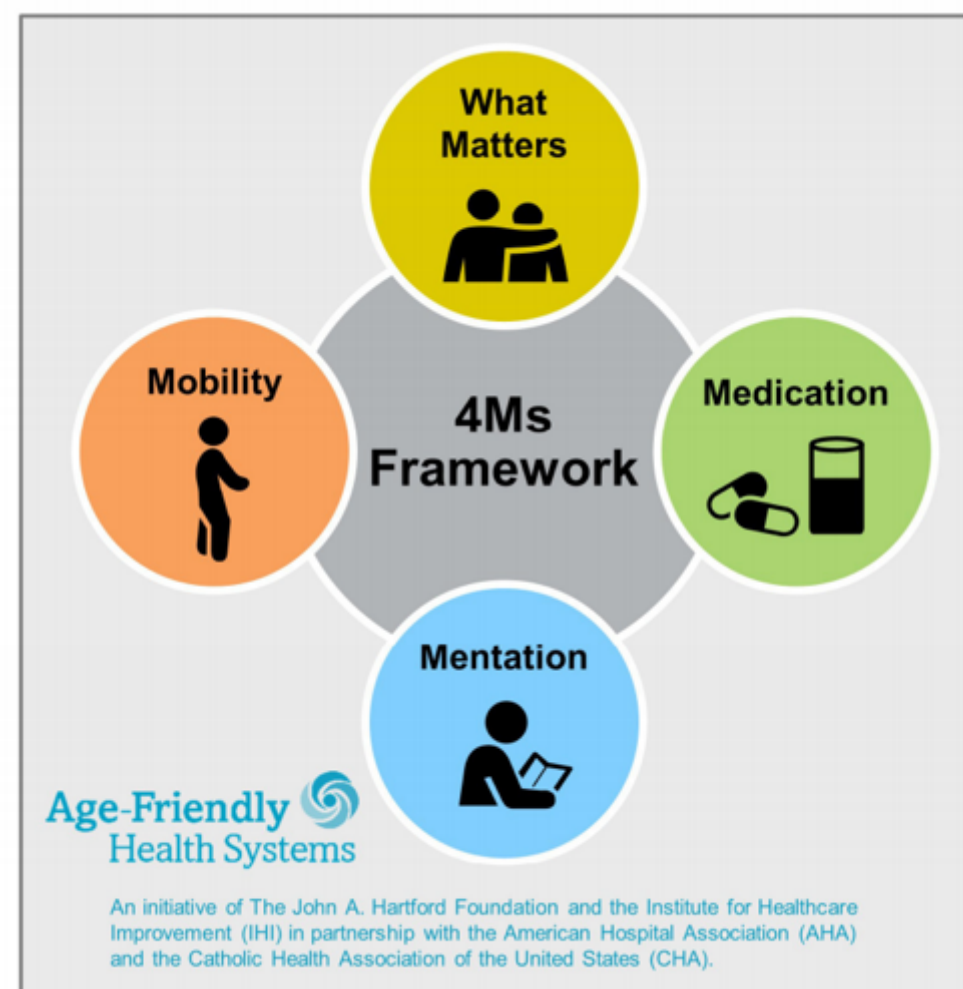 What
Matters
Mobility
4Ms
Framework
Medication
Mentation
Age-Friendly
Health Systems
An initiative of The John A. Hartford Foundation and the Institute for Healthcare
Improvement (IHI) in partnership with the American Hospital Association (AHA)
and the Catholic Health Association of the United States (CHA).